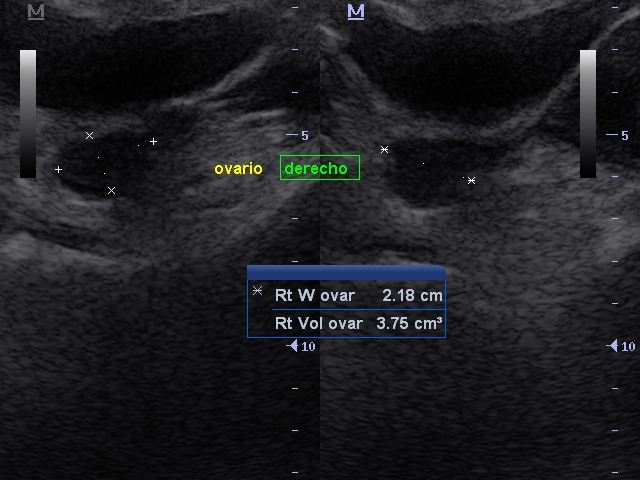 M M
5 5
ovario derecho
Rt W ovar 2.18 cm
Rt Vol ovar 3.75 cm³
10 10